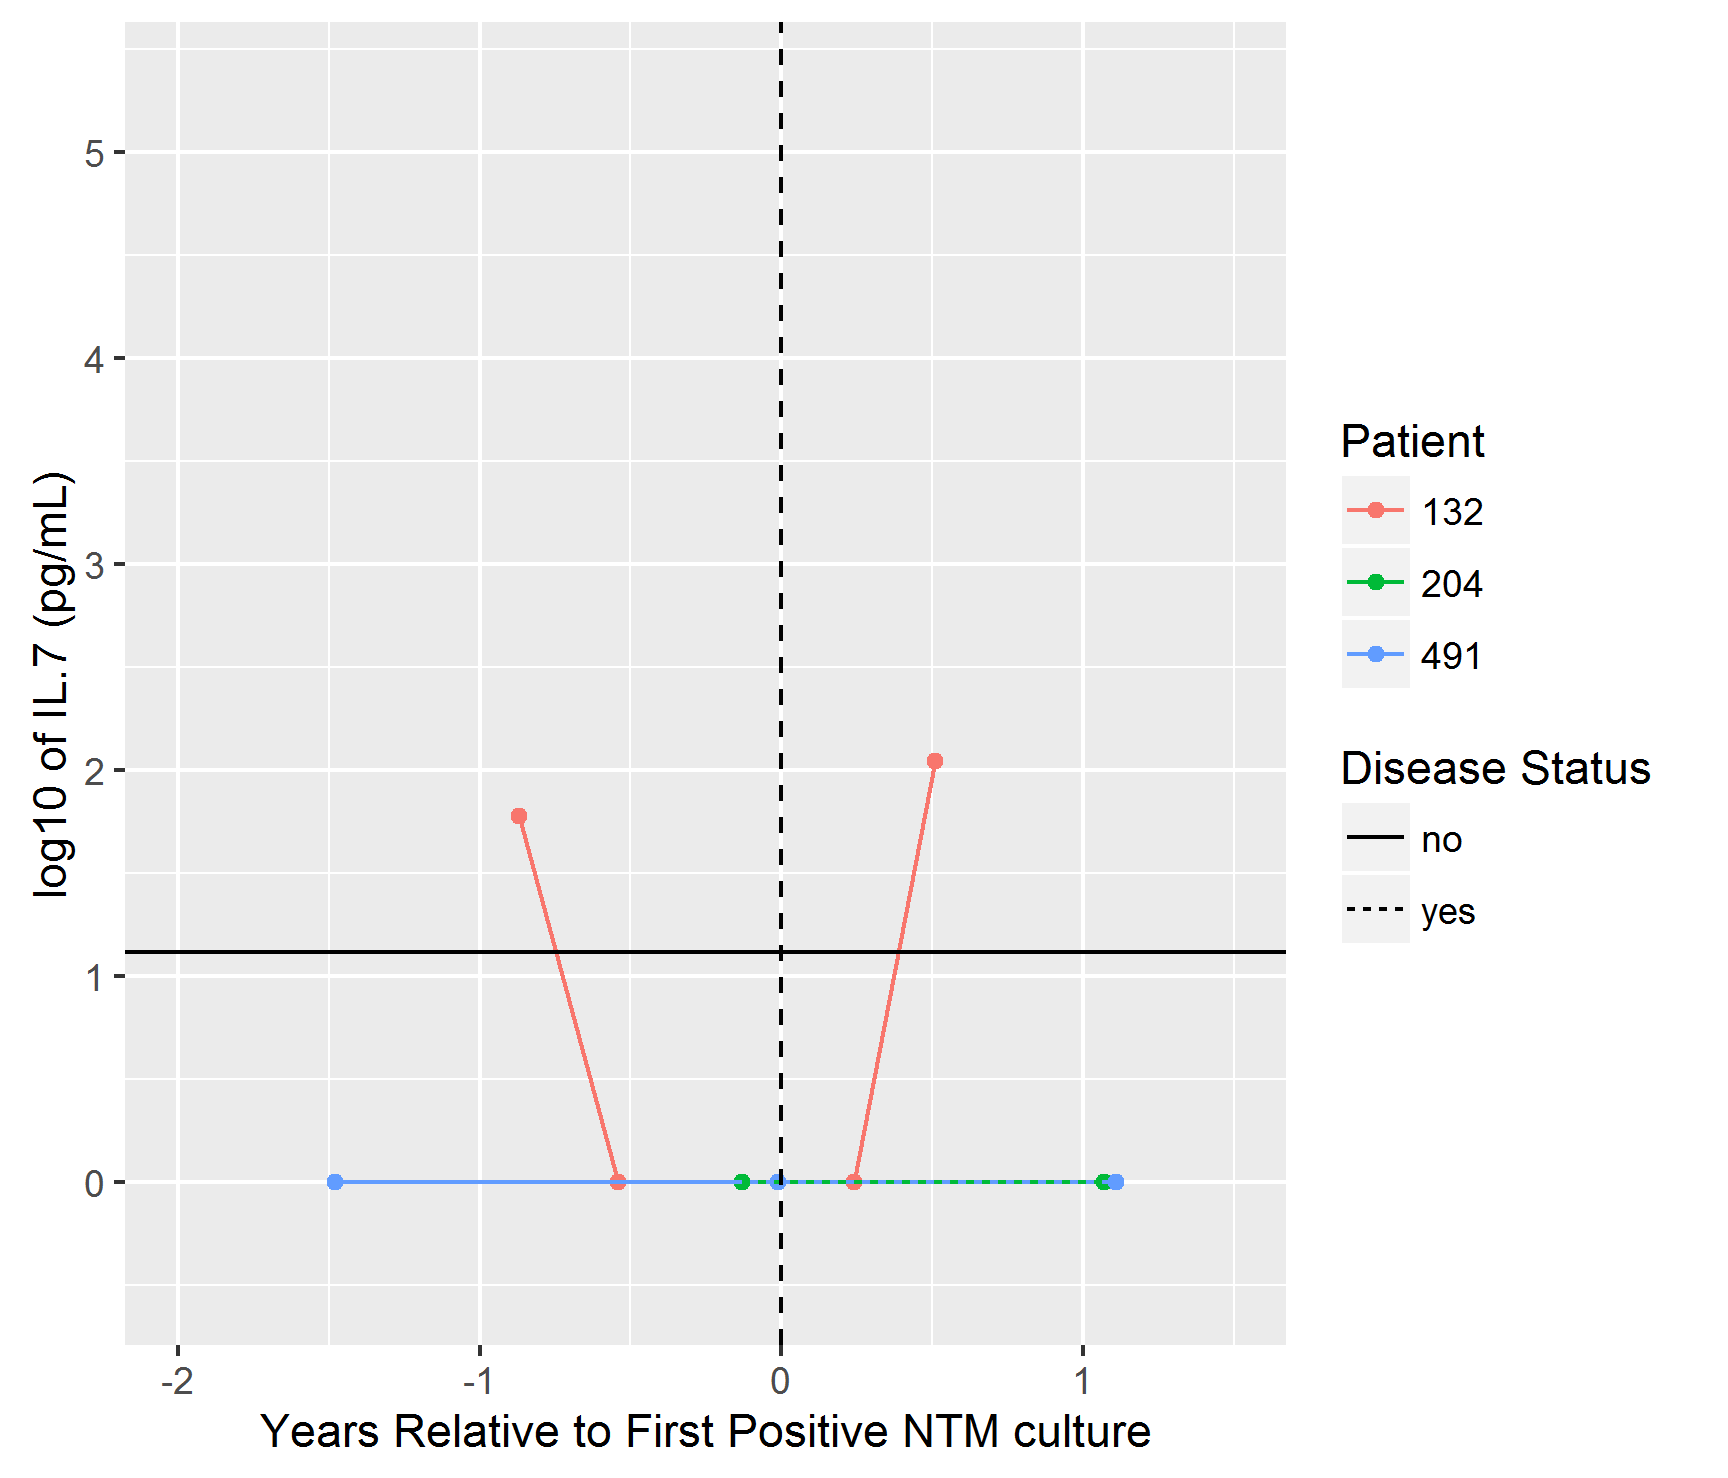 log10 of IL.7 (pg/mL)
5
4
3
2
1
0
-2
-1
0
1
Years Relative to First Positive NTM culture
Patient
132
204
491
Disease Status
no
yes